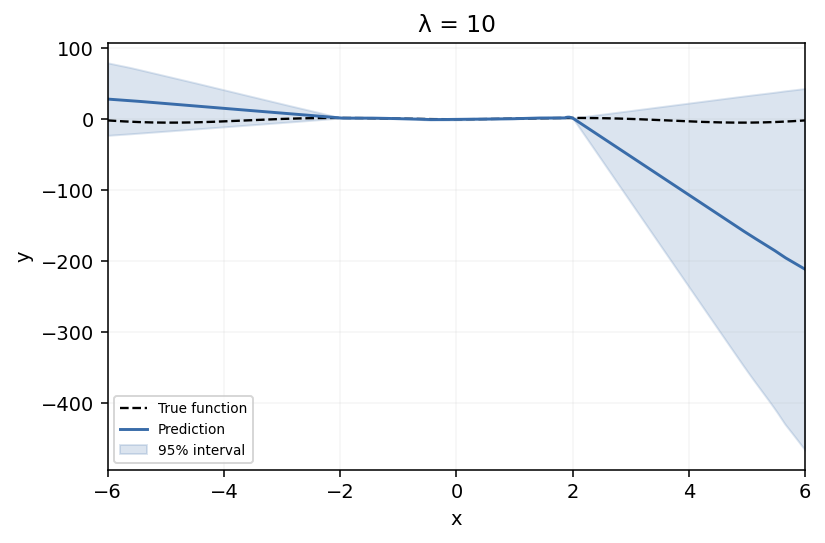 λ = 10
y
100
0
−100
−200
−300
−400
True function
Prediction
95% interval
−6
−4
−2
0
2
4
6
x